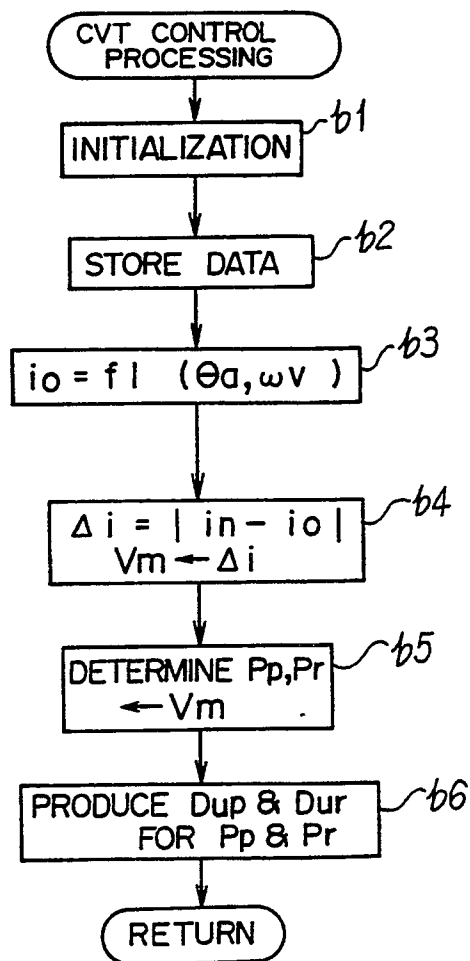 CVT CONTROL
PROCESSING
b1
INITIALIZATION
b2
STORE DATA
b3
io = f1 (θa, ωv)
b4
Δi = | in - io |
Vm ← Δi
b5
DETERMINE Pp, Pr
← Vm
b6
PRODUCE Dup & Dur
FOR Pp & Pr
RETURN